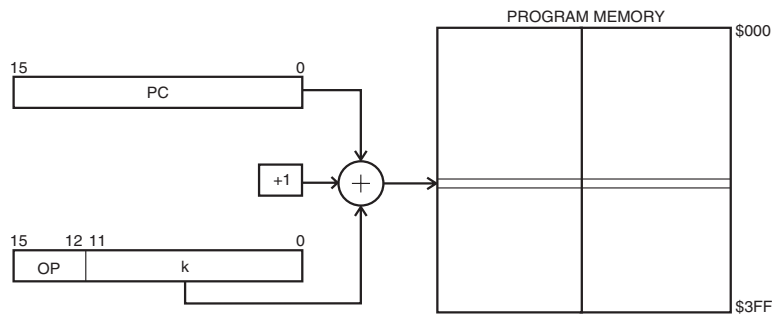 PROGRAM MEMORY
$000
15 0
PC
+1
15 12 11 0
OP k
$3FF